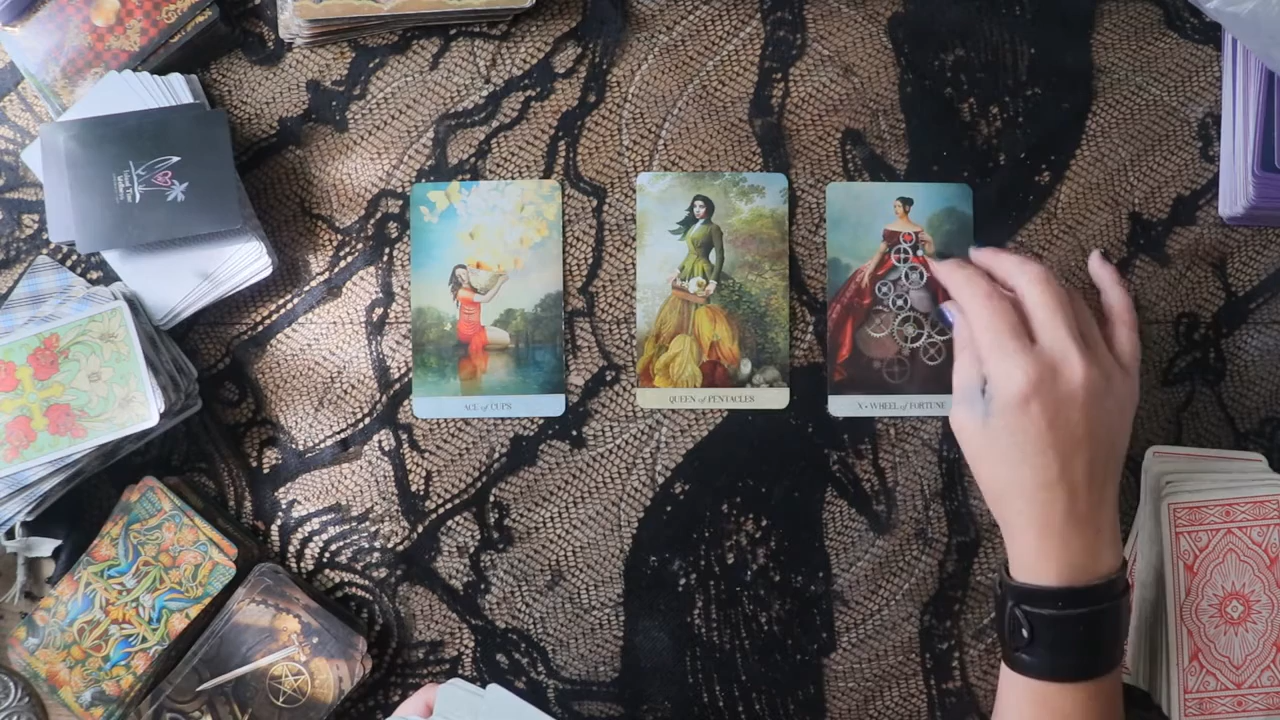 ACE of CUPS
QUEEN of PENTACLES
X • WHEEL of FORTUNE